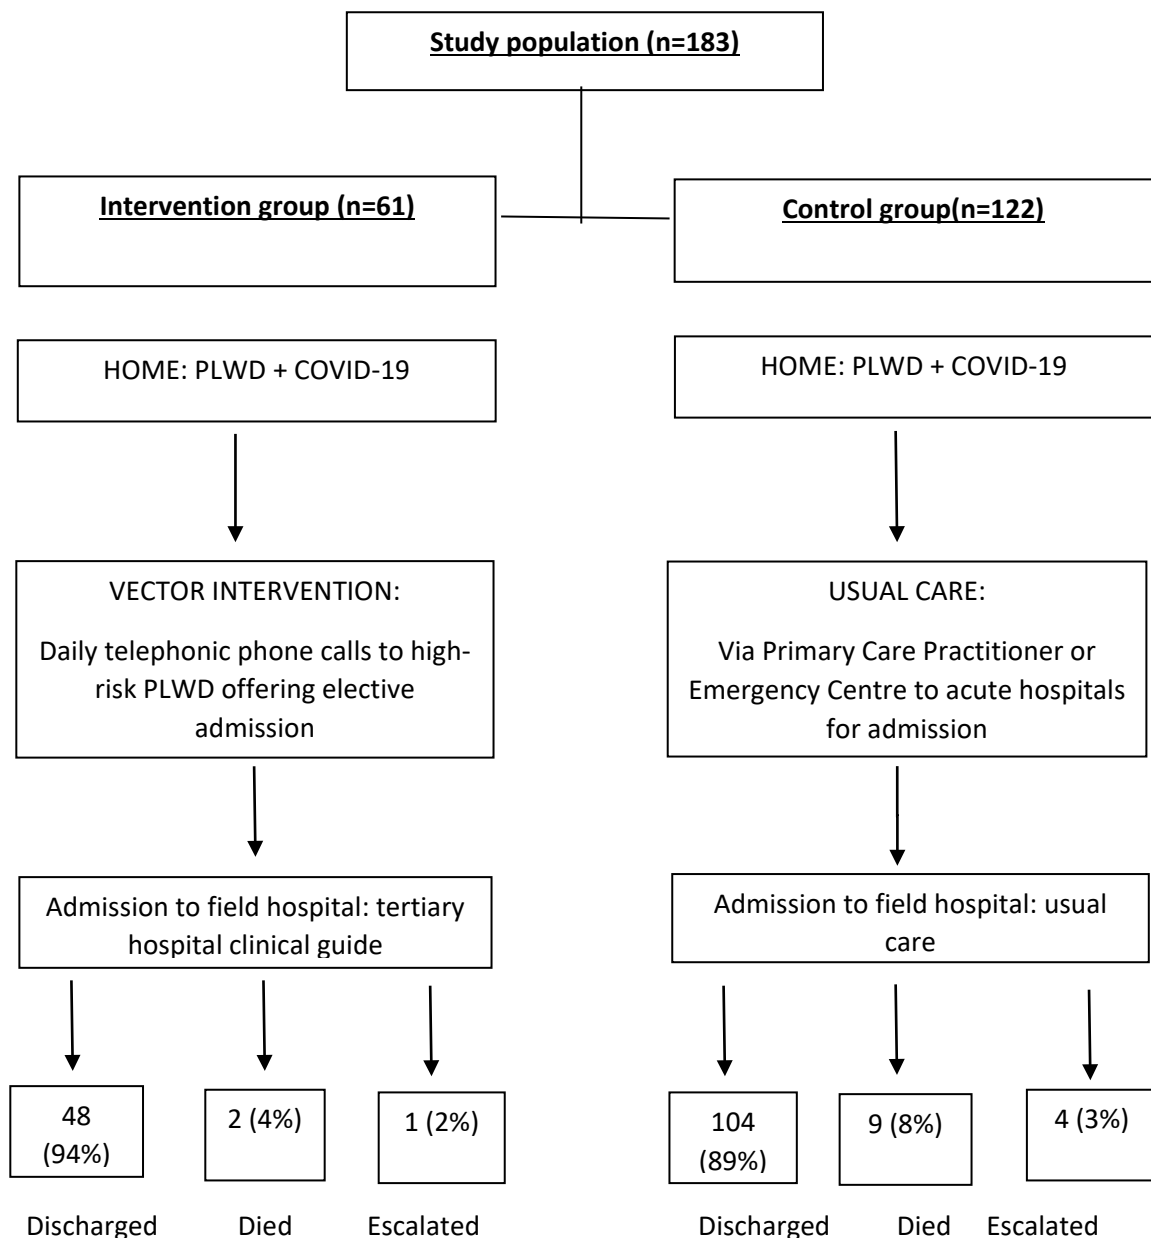 Study population (n=183)
Intervention group (n=61)
Control group(n=122)
HOME: PLWD + COVID-19
HOME: PLWD + COVID-19
VECTOR INTERVENTION:
Daily telephonic phone calls to high-
risk PLWD offering elective
admission
USUAL CARE:
Via Primary Care Practitioner or
Emergency Centre to acute hospitals
for admission
Admission to field hospital: tertiary
hospital clinical guide
Admission to field hospital: usual
care
48
(94%)
2 (4%)
1 (2%)
104
(89%)
9 (8%)
4 (3%)
Discharged
Died
Escalated
Discharged
Died
Escalated